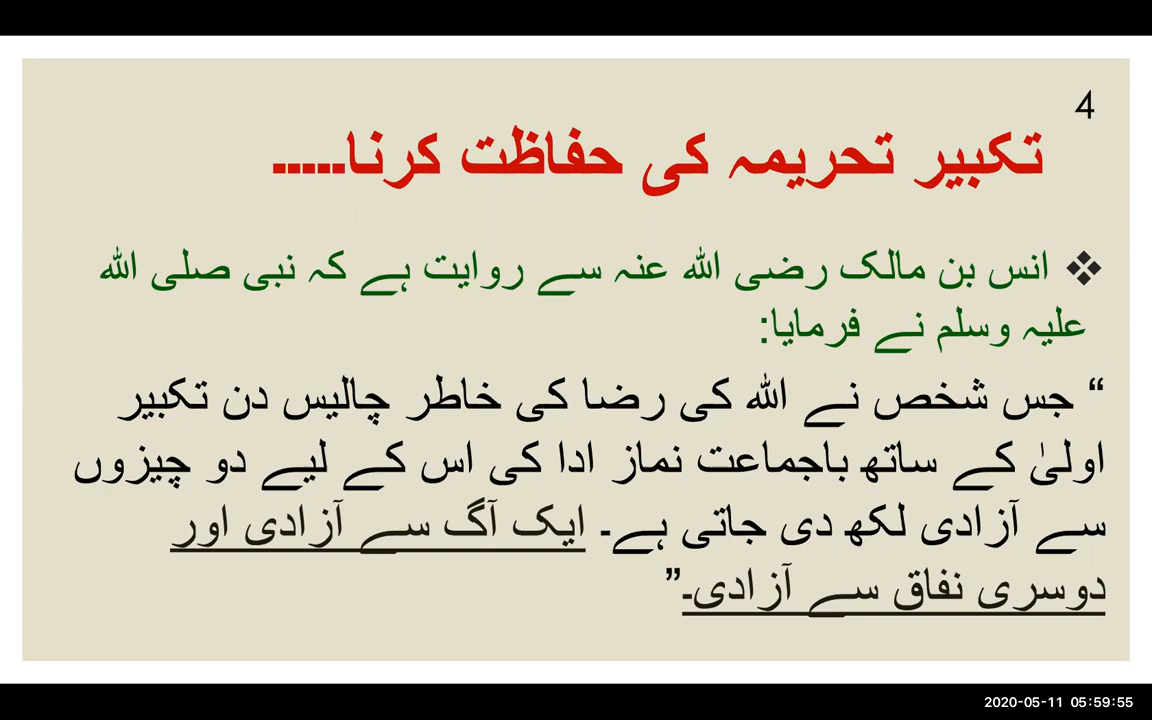 4
تکبیر تحریمہ کی حفاظت کرنا-----
❖ انس بن مالک رضی اللہ عنہ سے روایت ہے کہ نبی صلی اللہ
علیہ وسلم نے فرمایا:
“ جس شخص نے اللہ کی رضا کی خاطر چالیس دن تکبیر
اولیٰ کے ساتھ باجماعت نماز ادا کی اس کے لیے دو چیزوں
سے آزادی لکھ دی جاتی ہے۔ ایک آگ سے آزادی اور
دوسری نفاق سے آزادی۔”
2020-05-11 05:59:55